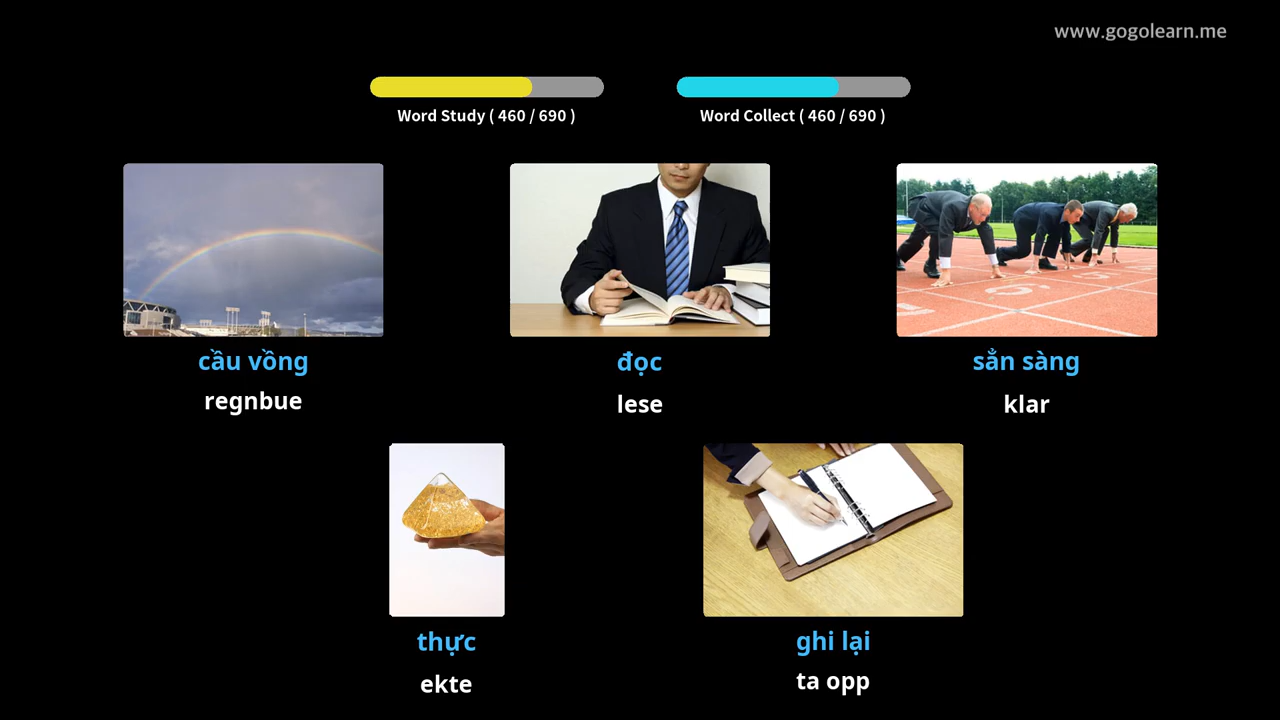 www.gogolearn.me
Word Study ( 460 / 690 )
Word Collect ( 460 / 690 )
cầu vồng
đọc
sẳn sàng
regnbue
lese
klar
thực
ghi lại
ekte
ta opp